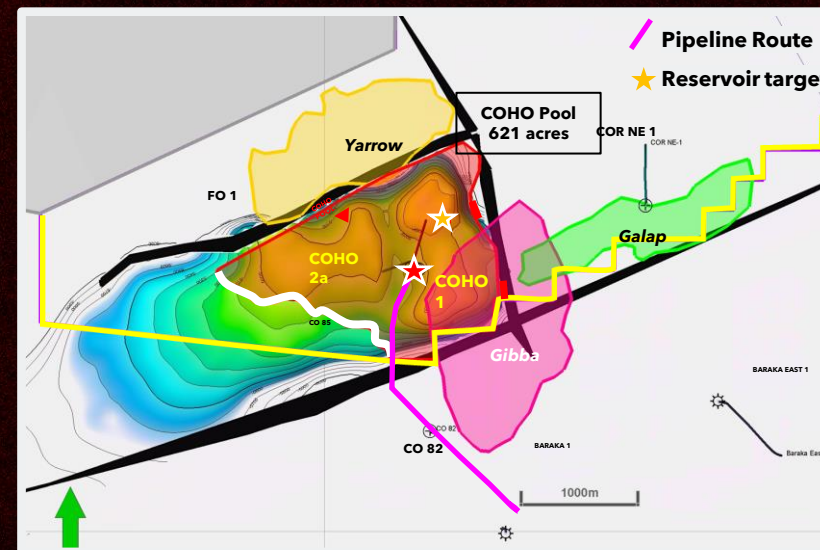 Pipeline Route
Reservoir targe
COHO Pool
621 acres
COR NE 1
COR NE-1
Yarrow
FO 1
Galap
COHO
2a
COHO
1
CO 85
Gibba
BARAKA EAST 1
CO 82
CO 82
BARAKA 1
Baraka Eas
1000m